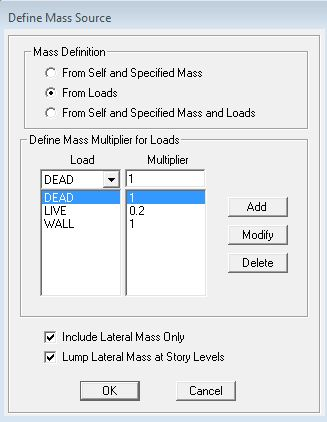 Define Mass Source
Mass Definition
From Self and Specified Mass
From Loads
From Self and Specified Mass and Loads
Define Mass Multiplier for Loads
Load Multiplier
DEAD 1
DEAD 1
LIVE 0.2
WALL 1
Add
Modify
Delete
Include Lateral Mass Only
Lump Lateral Mass at Story Levels
OK Cancel